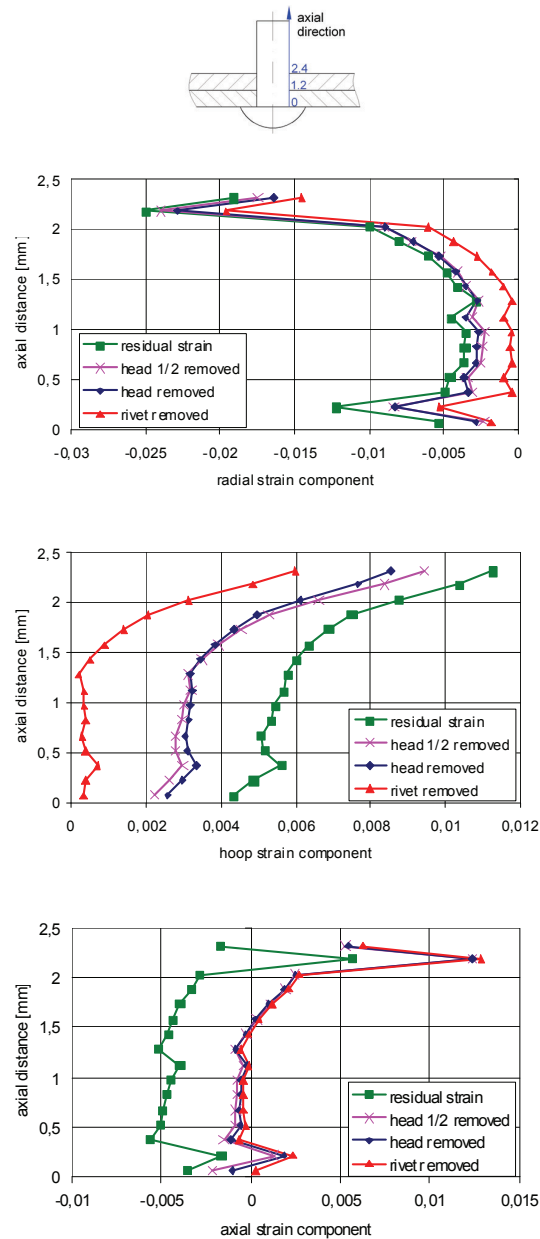 axial
direction
2.4
1.2
0
2,5
2
1,5
1
0,5
0
axial distance [mm]
residual strain
head 1/2 removed
head removed
rivet removed
-0,03 -0,025 -0,02 -0,015 -0,01 -0,005 0
radial strain component
2,5
2
1,5
1
0,5
0
axial distance [mm]
residual strain
head 1/2 removed
head removed
rivet removed
0 0,002 0,004 0,006 0,008 0,01 0,012
hoop strain component
2,5
2
1,5
1
0,5
0
axial distance [mm]
residual strain
head 1/2 removed
head removed
rivet removed
-0,01 -0,005 0 0,005 0,01 0,015
axial strain component